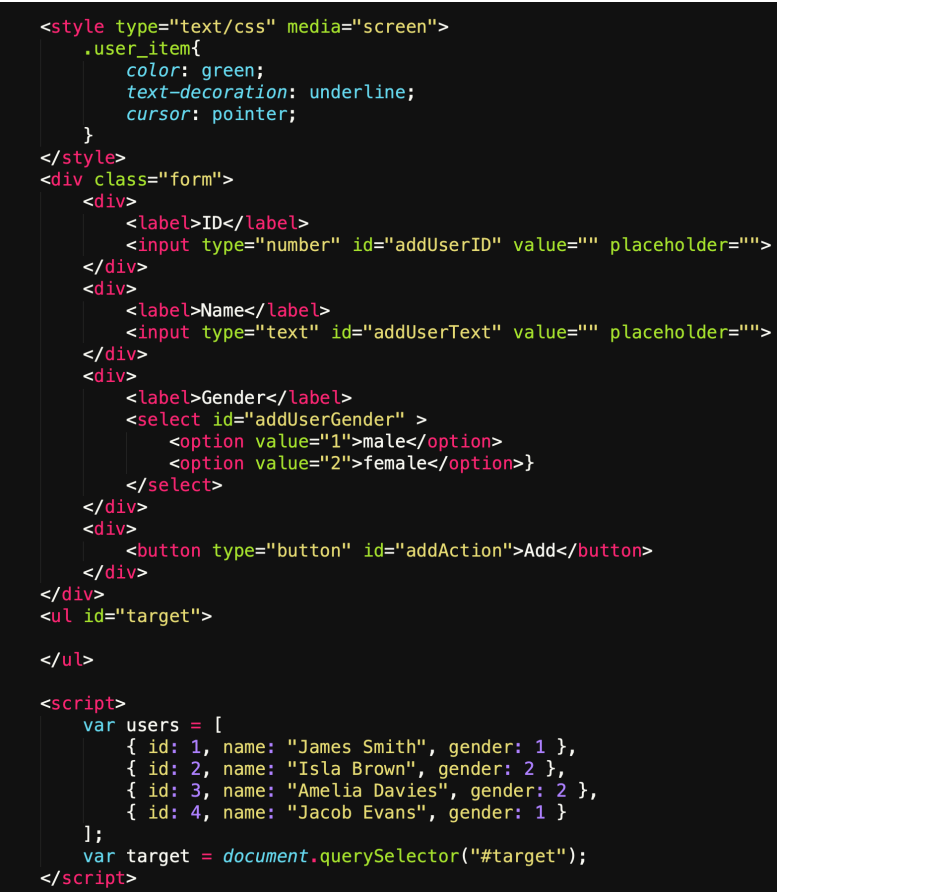 <style type="text/css" media="screen">
    .user_item{
        color: green;
        text-decoration: underline;
        cursor: pointer;
    }
</style>
<div class="form">
    <div>
        <label>ID</label>
        <input type="number" id="addUserID" value="" placeholder="">
    </div>
    <div>
        <label>Name</label>
        <input type="text" id="addUserText" value="" placeholder="">
    </div>
    <div>
        <label>Gender</label>
        <select id="addUserGender" >
            <option value="1">male</option>
            <option value="2">female</option>}
        </select>
    </div>
    <div>
        <button type="button" id="addAction">Add</button>
    </div>
</div>
<ul id="target">

</ul>

<script>
    var users = [
        { id: 1, name: "James Smith", gender: 1 },
        { id: 2, name: "Isla Brown", gender: 2 },
        { id: 3, name: "Amelia Davies", gender: 2 },
        { id: 4, name: "Jacob Evans", gender: 1 }
    ];
    var target = document.querySelector("#target");
</script>